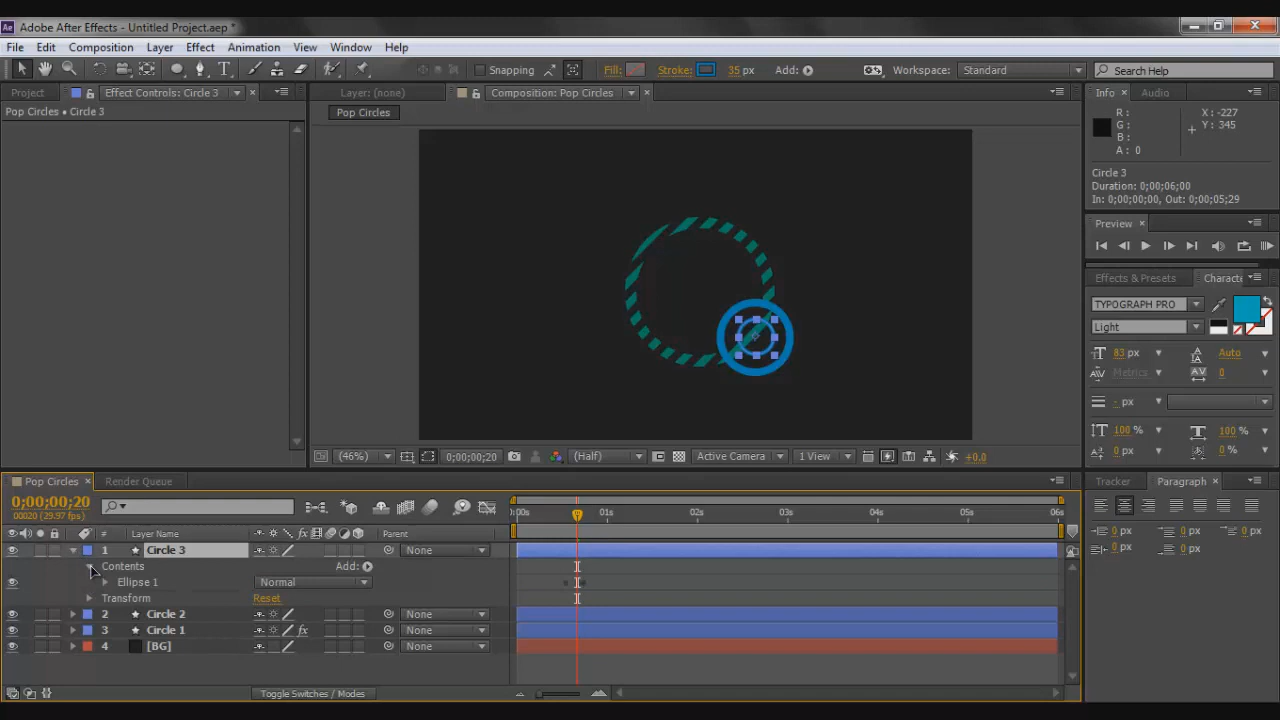 Ae Adobe After Effects - Untitled Project.aep *
File Edit Composition Layer Effect Animation View Window Help
Snapping Fill: Stroke: 35 px Add: Workspace: Standard Search Help
Project Effect Controls: Circle 3 Layer: (none) Composition: Pop Circles Info Audio
Pop Circles • Circle 3
Pop Circles
R : X : -227
G : Y : 345
B :
A : 0
Circle 3
Duration: 0;00;06;00
In: 0;00;00;00, Out: 0;00;05;29
Preview
Effects & Presets Characte
TYPOGRAPH PRO
Light
83 px Auto
Metrics 0
- px
100 % 100 %
0 px 0 %
(46%) 0;00;00;20 (Half) Active Camera 1 View +0.0
Pop Circles Render Queue Tracker Paragraph
0;00;00;20
00020 (29.97 fps)
0:00s 01s 02s 03s 04s 05s 06s
# Layer Name fx Parent
1 Circle 3 None
Contents Add:
Ellipse 1 Normal
Transform Reset
2 Circle 2 None
3 Circle 1 fx None
4 [BG] None
Toggle Switches / Modes
0 px 0 px 0 px
0 px 0 px